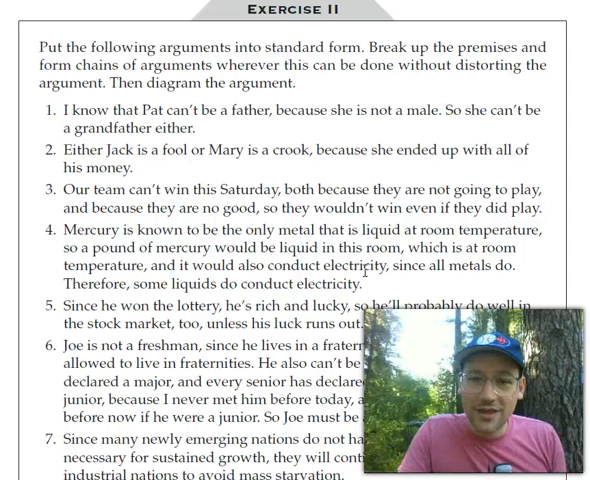 EXERCISE II
Put the following arguments into standard form. Break up the premises and
form chains of arguments wherever this can be done without distorting the
argument. Then diagram the argument.
1. I know that Pat can't be a father, because she is not a male. So she can't be
a grandfather either.
2. Either Jack is a fool or Mary is a crook, because she ended up with all of
his money.
3. Our team can't win this Saturday, both because they are not going to play,
and because they are no good, so they wouldn't win even if they did play.
4. Mercury is known to be the only metal that is liquid at room temperature,
so a pound of mercury would be liquid in this room, which is at room
temperature, and it would also conduct electricity, since all metals do.
Therefore, some liquids do conduct electricity.
5. Since he won the lottery, he's rich and lucky, so he'll probably do well in
the stock market, too, unless his luck runs out.
6. Joe is not a freshman, since he lives in a
allowed to live in fraternities. He also can't be
declared a major, and every senior has
junior, because I never met him before today,
before now if he were a junior. So Joe must be
7. Since many newly emerging nations do not
necessary for sustained growth, they will
industrial nations to avoid mass starvation.